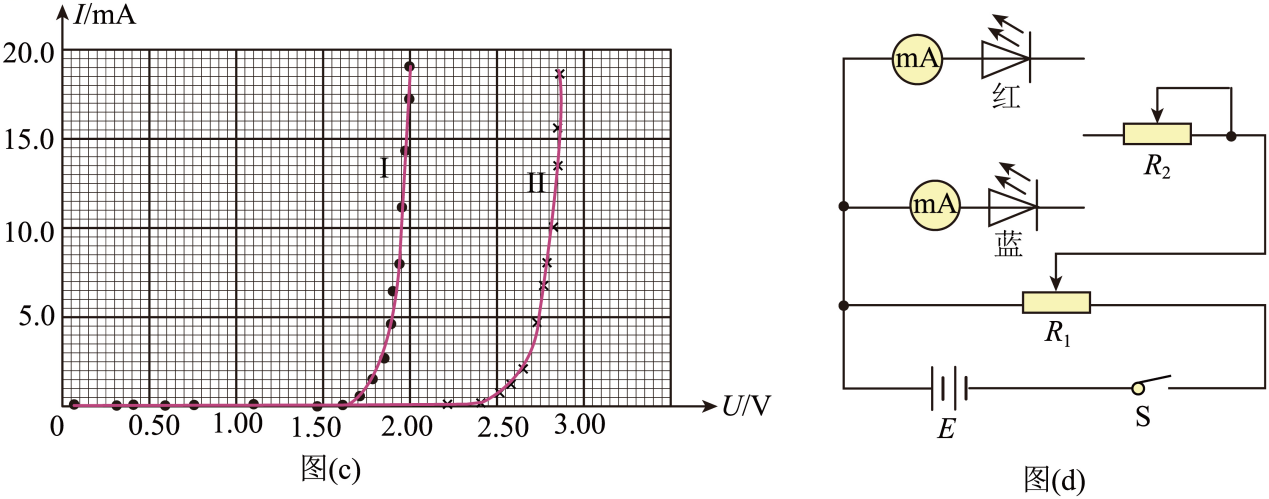 I/mA
20.0
15.0
10.0
5.0
0
0.50
1.00
1.50
2.00
2.50
3.00
U/V
I
II
图(c)
mA
红
R₂
mA
蓝
R₁
E
S
图(d)